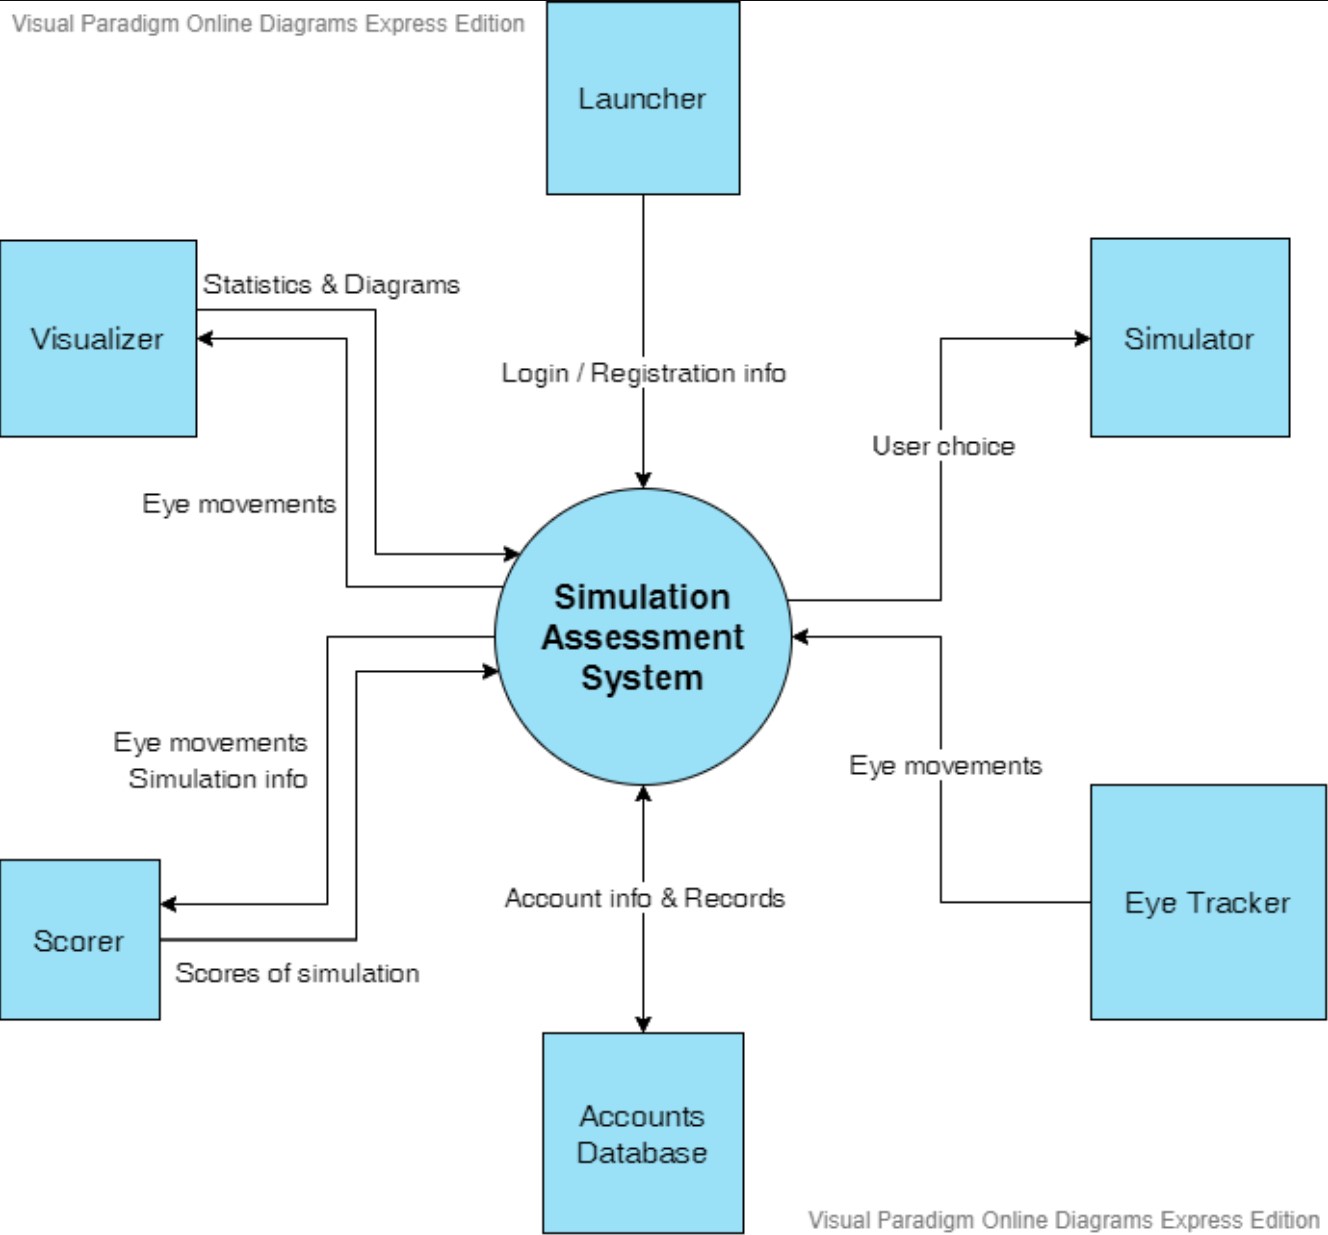 Visual Paradigm Online Diagrams Express Edition
Launcher
Statistics & Diagrams
Visualizer
Simulator
Login / Registration info
User choice
Eye movements
Simulation
Assessment
System
Eye movements
Simulation info
Eye movements
Account info & Records
Eye Tracker
Scorer
Scores of simulation
Accounts
Database
Visual Paradigm Online Diagrams Express Edition